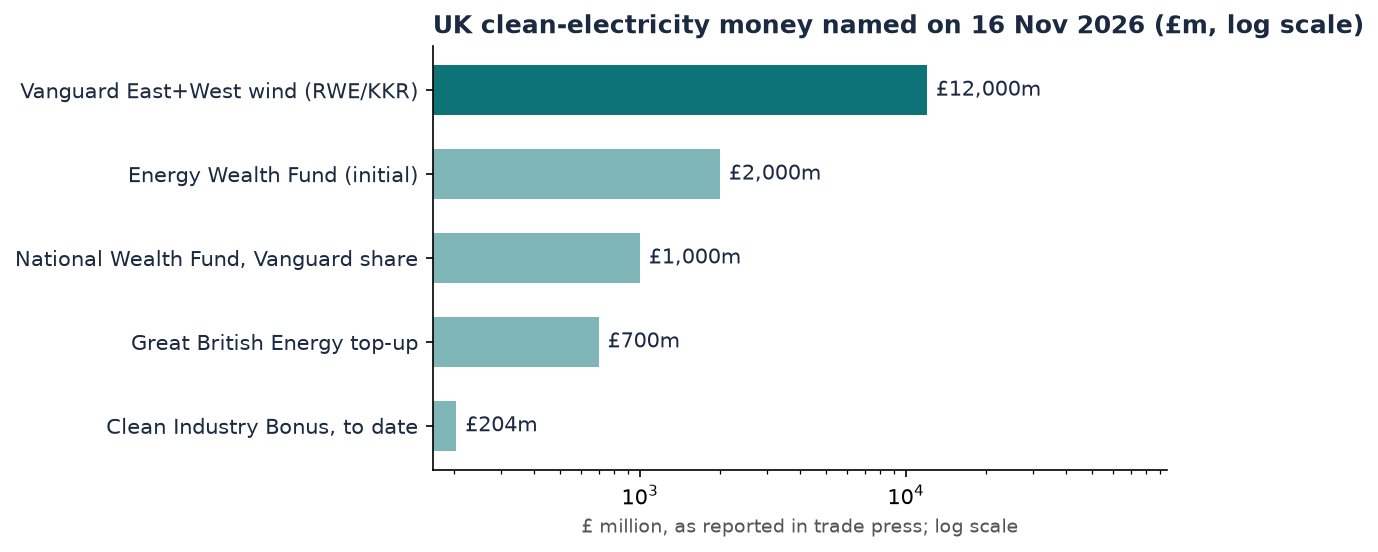 UK clean-electricity money named on 16 Nov 2026 (£m, log scale)
Vanguard East+West wind (RWE/KKR)
£12,000m
Energy Wealth Fund (initial)
£2,000m
National Wealth Fund, Vanguard share
£1,000m
Great British Energy top-up
£700m
Clean Industry Bonus, to date
£204m
10³
10⁴
£ million, as reported in trade press; log scale